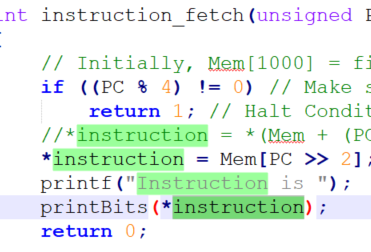 int instruction_fetch(unsigned P
{
// Initially, Mem[1000] = fi
if ((PC % 4) != 0) // Make s
return 1; // Halt Condit
//*instruction = *(Mem + (PC
*instruction = Mem[PC >> 2];
printf("Instruction is ");
printBits(*instruction);
return 0;